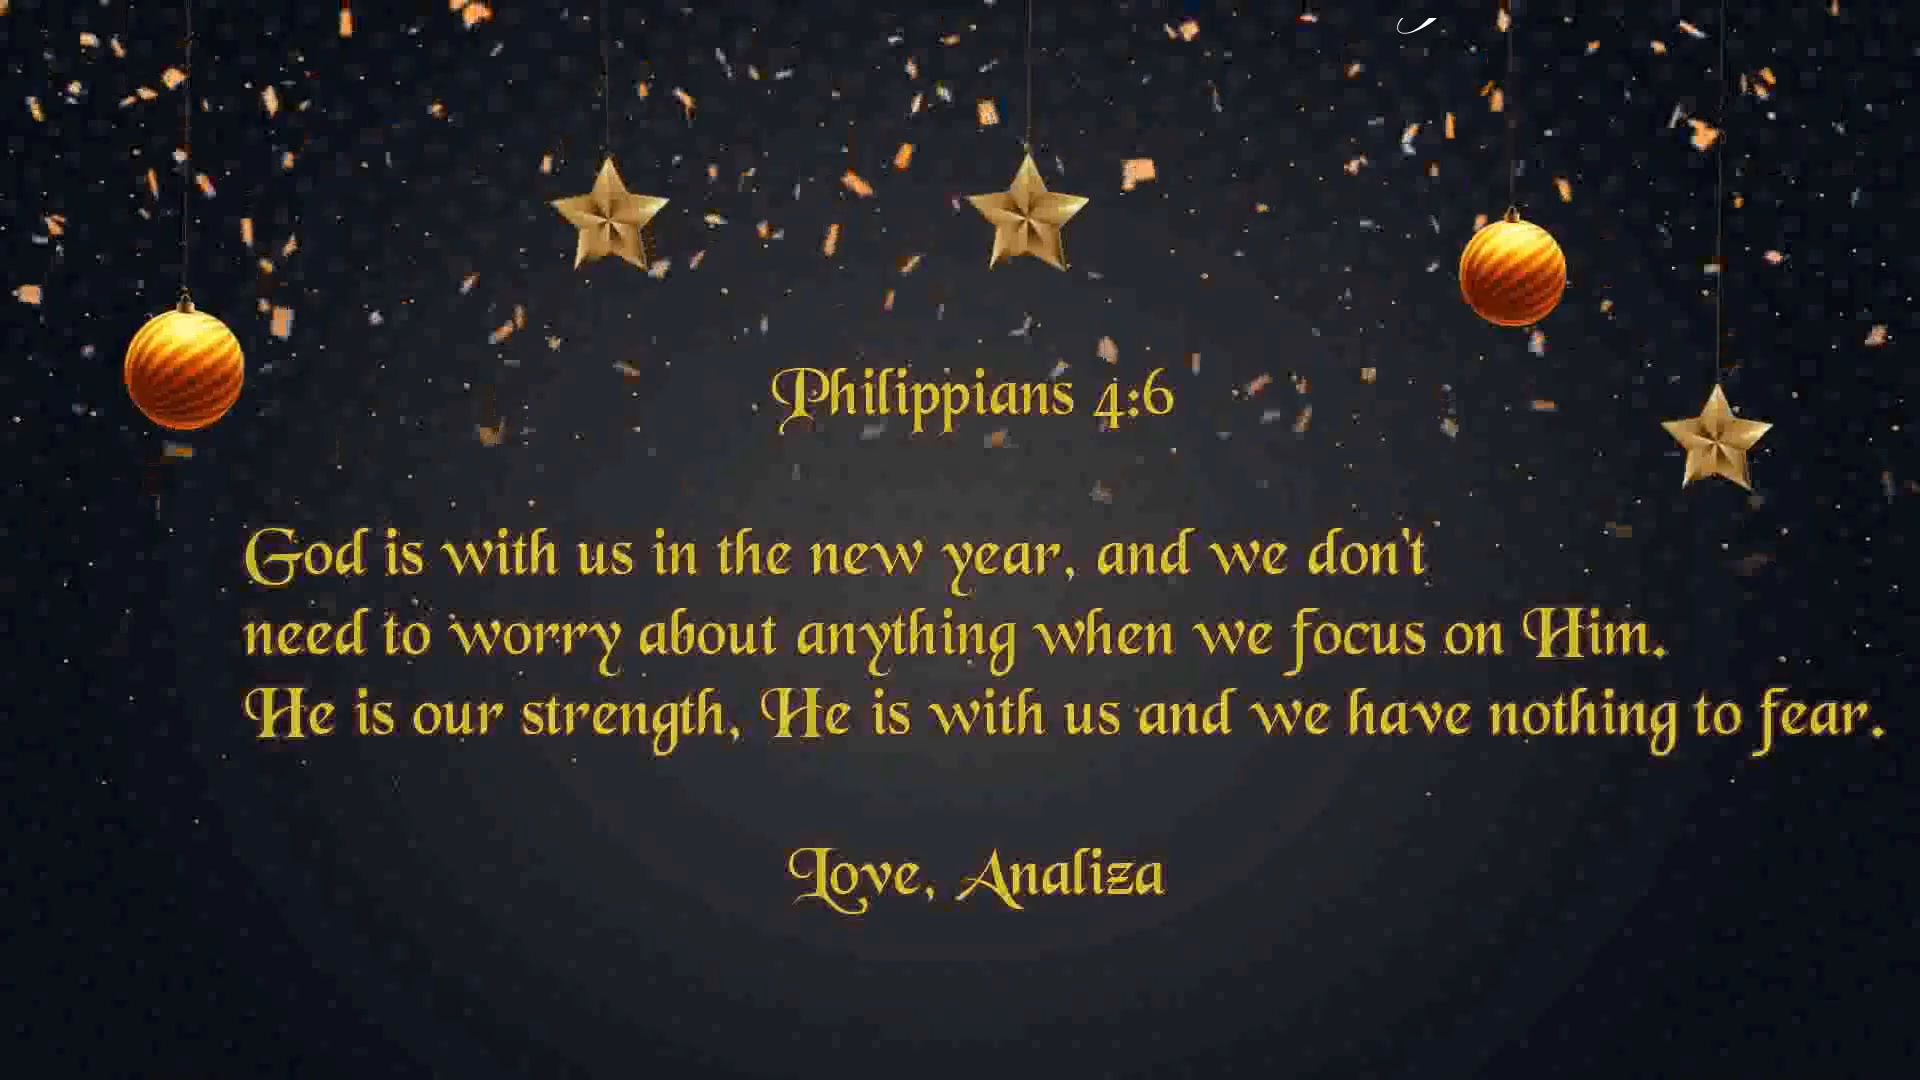 Philippians 4:6
God is with us in the new year, and we don't
need to worry about anything when we focus on Him.
He is our strength, He is with us and we have nothing to fear.
Love, Analiza